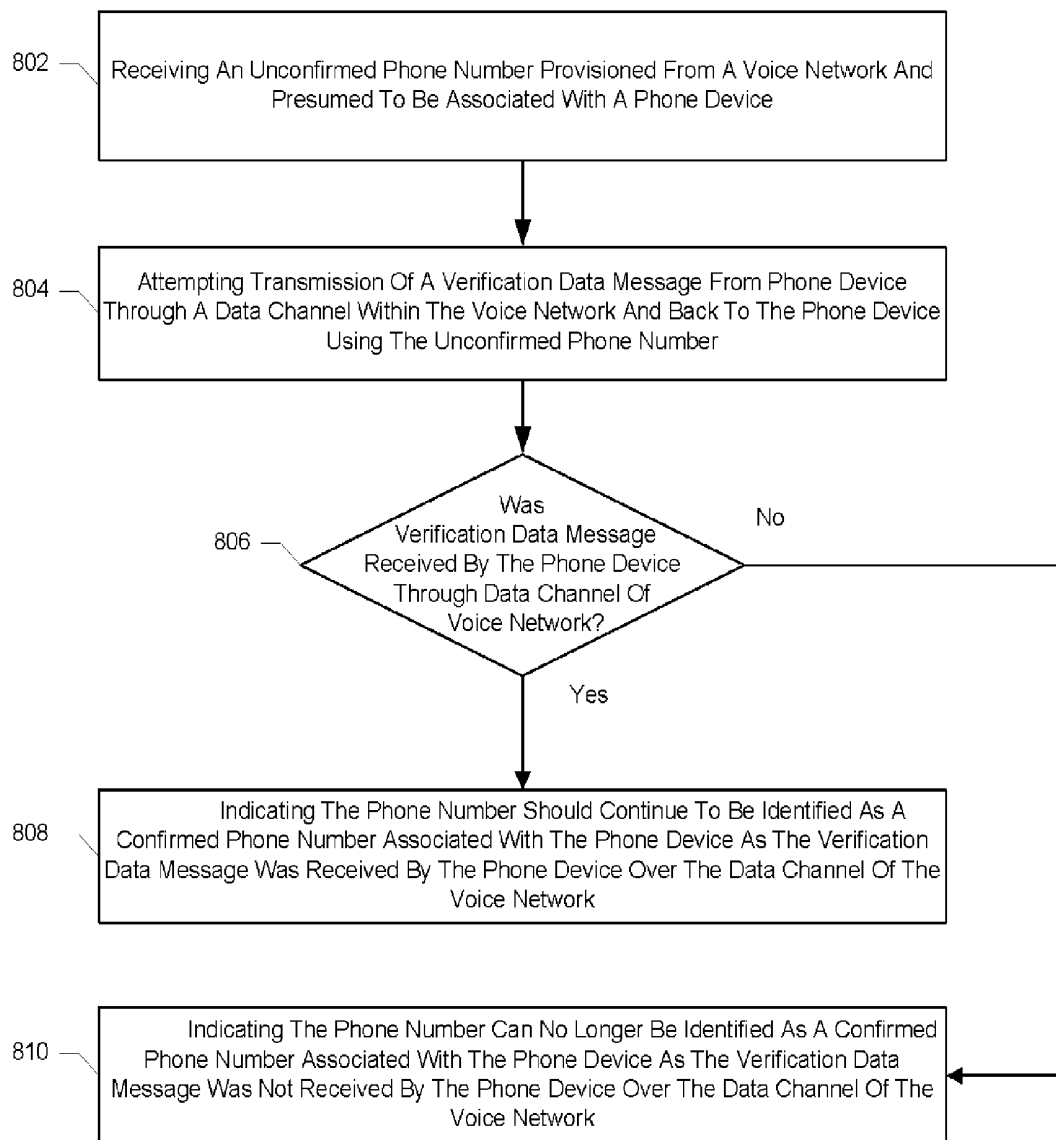 802
Receiving An Unconfirmed Phone Number Provisioned From A Voice Network And
Presumed To Be Associated With A Phone Device
804
Attempting Transmission Of A Verification Data Message From Phone Device
Through A Data Channel Within The Voice Network And Back To The Phone Device
Using The Unconfirmed Phone Number
806
Was
Verification Data Message
Received By The Phone Device
Through Data Channel Of
Voice Network?
No
Yes
808
Indicating The Phone Number Should Continue To Be Identified As A
Confirmed Phone Number Associated With The Phone Device As The Verification
Data Message Was Received By The Phone Device Over The Data Channel Of The
Voice Network
810
Indicating The Phone Number Can No Longer Be Identified As A Confirmed
Phone Number Associated With The Phone Device As The Verification Data
Message Was Not Received By The Phone Device Over The Data Channel Of The
Voice Network